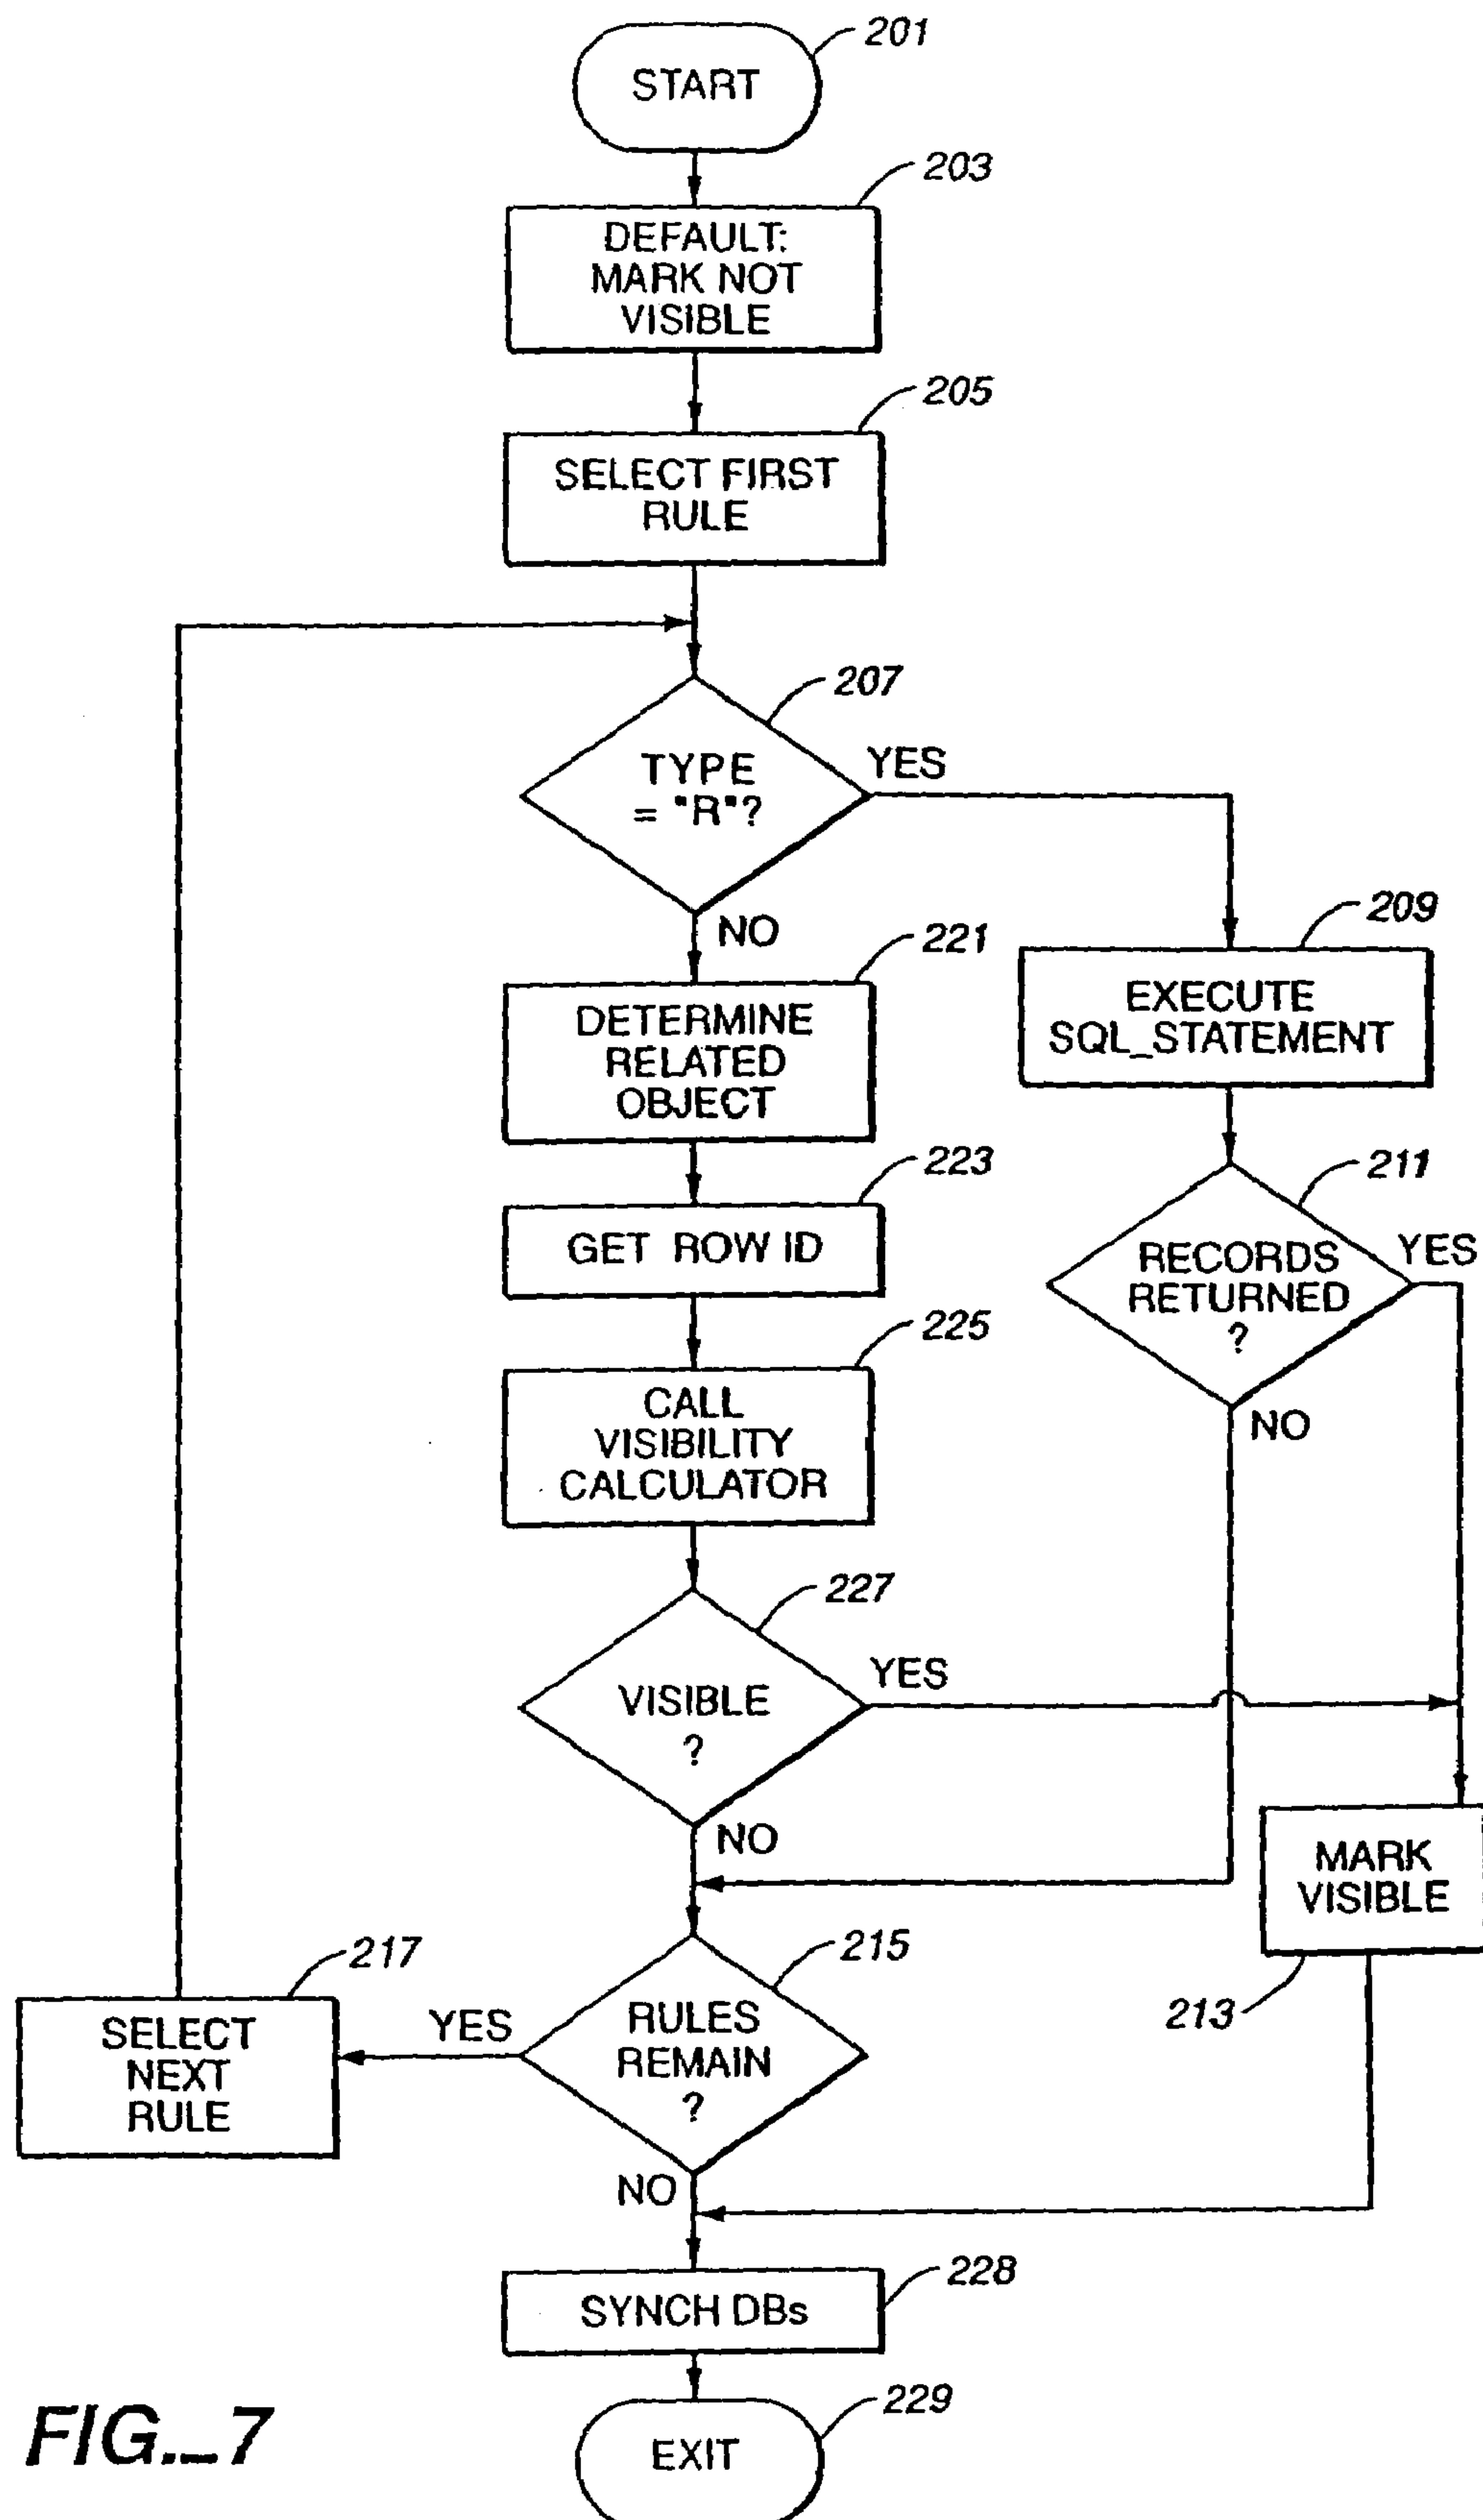 201
START
203
DEFAULT:
MARK NOT
VISIBLE
205
SELECT FIRST
RULE
207
TYPE
= "R"?
YES
NO
209
EXECUTE
SQL_STATEMENT
221
DETERMINE
RELATED
OBJECT
211
RECORDS
RETURNED
?
YES
NO
223
GET ROW ID
225
CALL
VISIBILITY
CALCULATOR
227
VISIBLE
?
YES
NO
MARK
VISIBLE
213
215
RULES
REMAIN
?
YES
NO
217
SELECT
NEXT
RULE
228
SYNCH DBs
229
EXIT
FIG._7